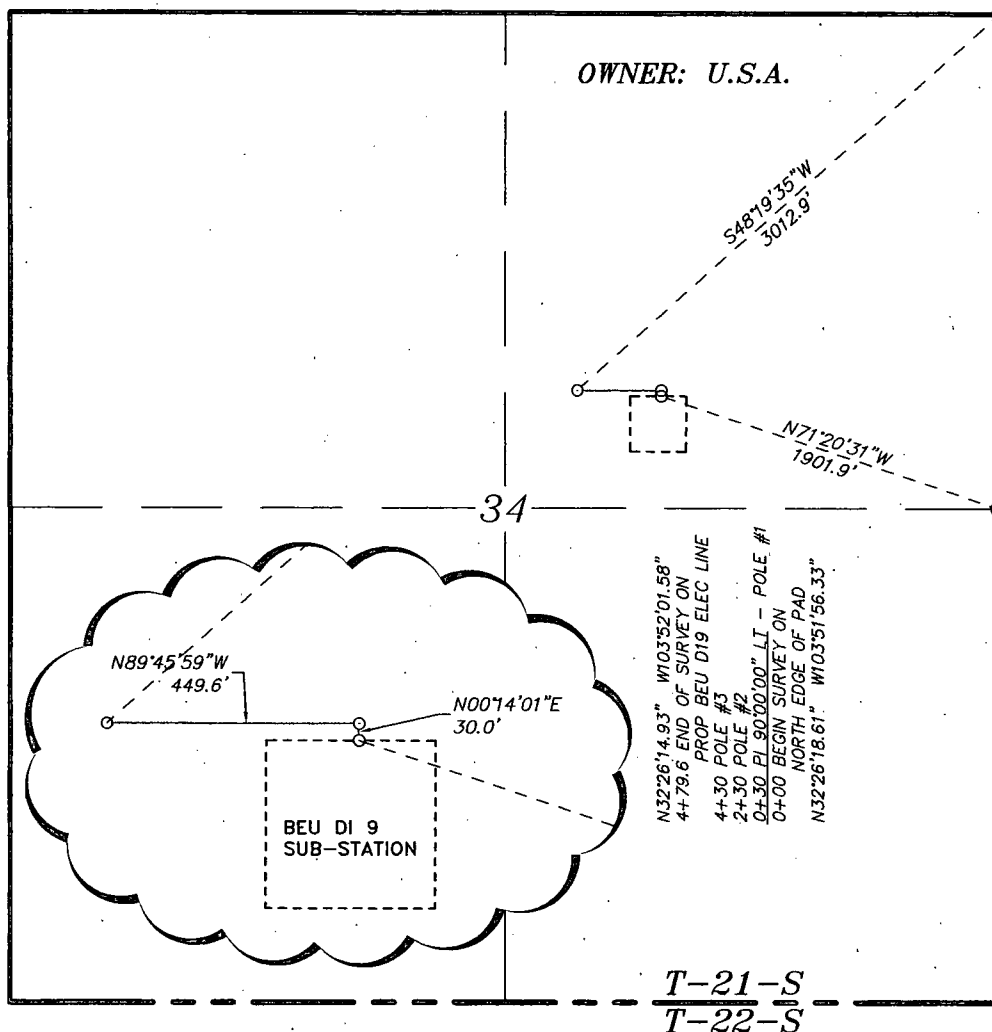 OWNER: U.S.A.
S48°19'35"W
3012.9'
N71°20'31"W
1901.9'
34
N32°26'14.93" W103°52'01.58"
4+79.6 END OF SURVEY ON
PROP BEU D19 ELEC LINE
4+30 POLE #3
2+30 POLE #2
0+30 PI 90°00'00" LT - POLE #1
0+00 BEGIN SURVEY ON
NORTH EDGE OF PAD
N32°26'18.61" W103°51'56.33"
N89°45'59"W
449.6'
N00°14'01"E
30.0'
BEU DI 9
SUB-STATION
T-21-S
T-22-S